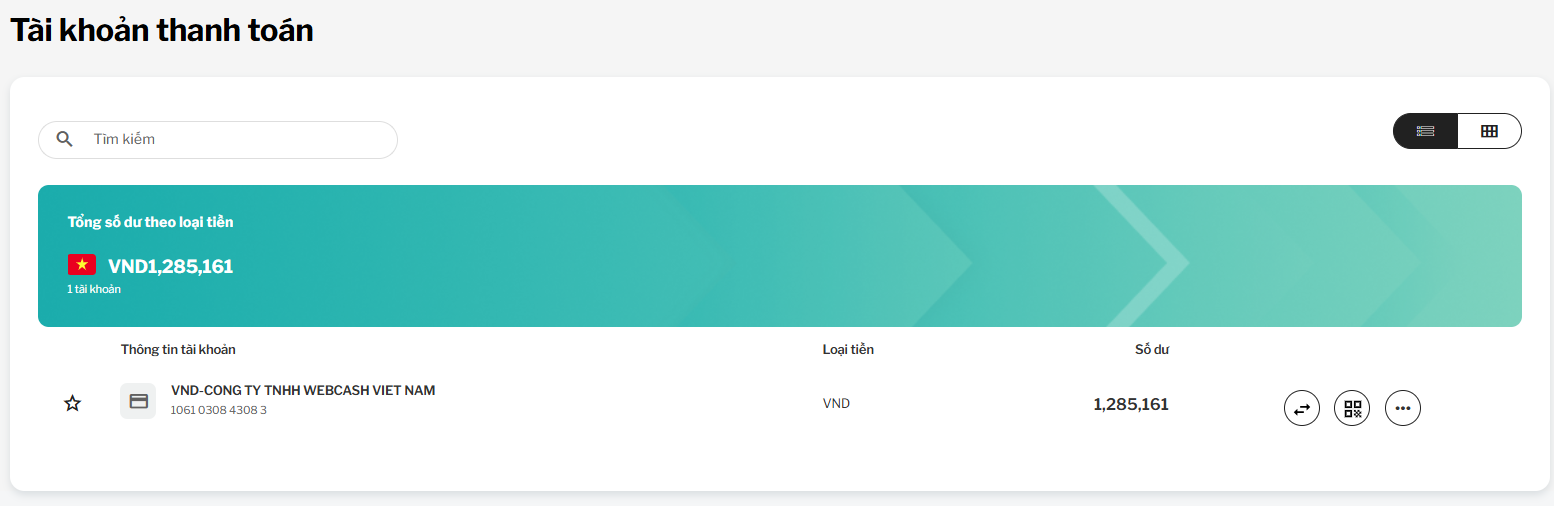 Tài khoản thanh toán
Tìm kiếm
Tổng số dư theo loại tiền
VND1,285,161
1 tài khoản
Thông tin tài khoản Loại tiền Số dư
VND-CONG TY TNHH WEBCASH VIET NAM
1061 0308 4308 3
VND 1,285,161